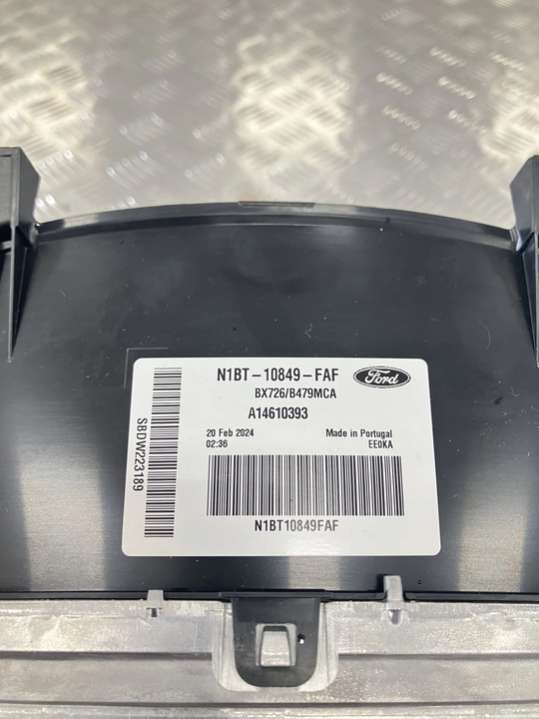 N1BT-10849-FAF
Ford
BX726/B479MCA
A14610393
20 Feb 2024
Made in Portugal
02:36
EE0KA
SBDW223189
N1BT10849FAF